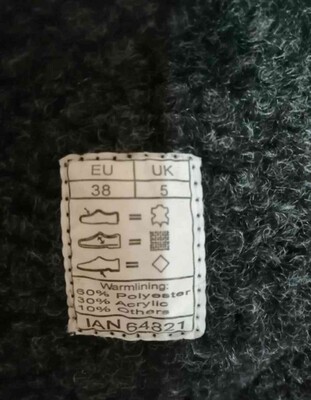 EU UK
38 5
=
=
=
Warmlining:
60% Polyester
30% Acrylic
10% Others
IAN 64821